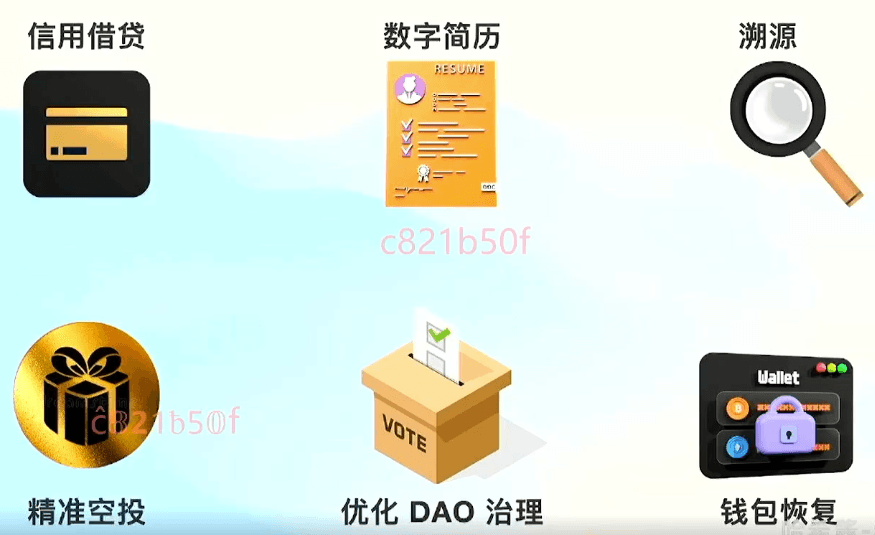 信用借贷
数字简历
溯源
RESUME
c821b50f
Wallet
c821b50f
VOTE
精准空投
优化 DAO 治理
钱包恢复